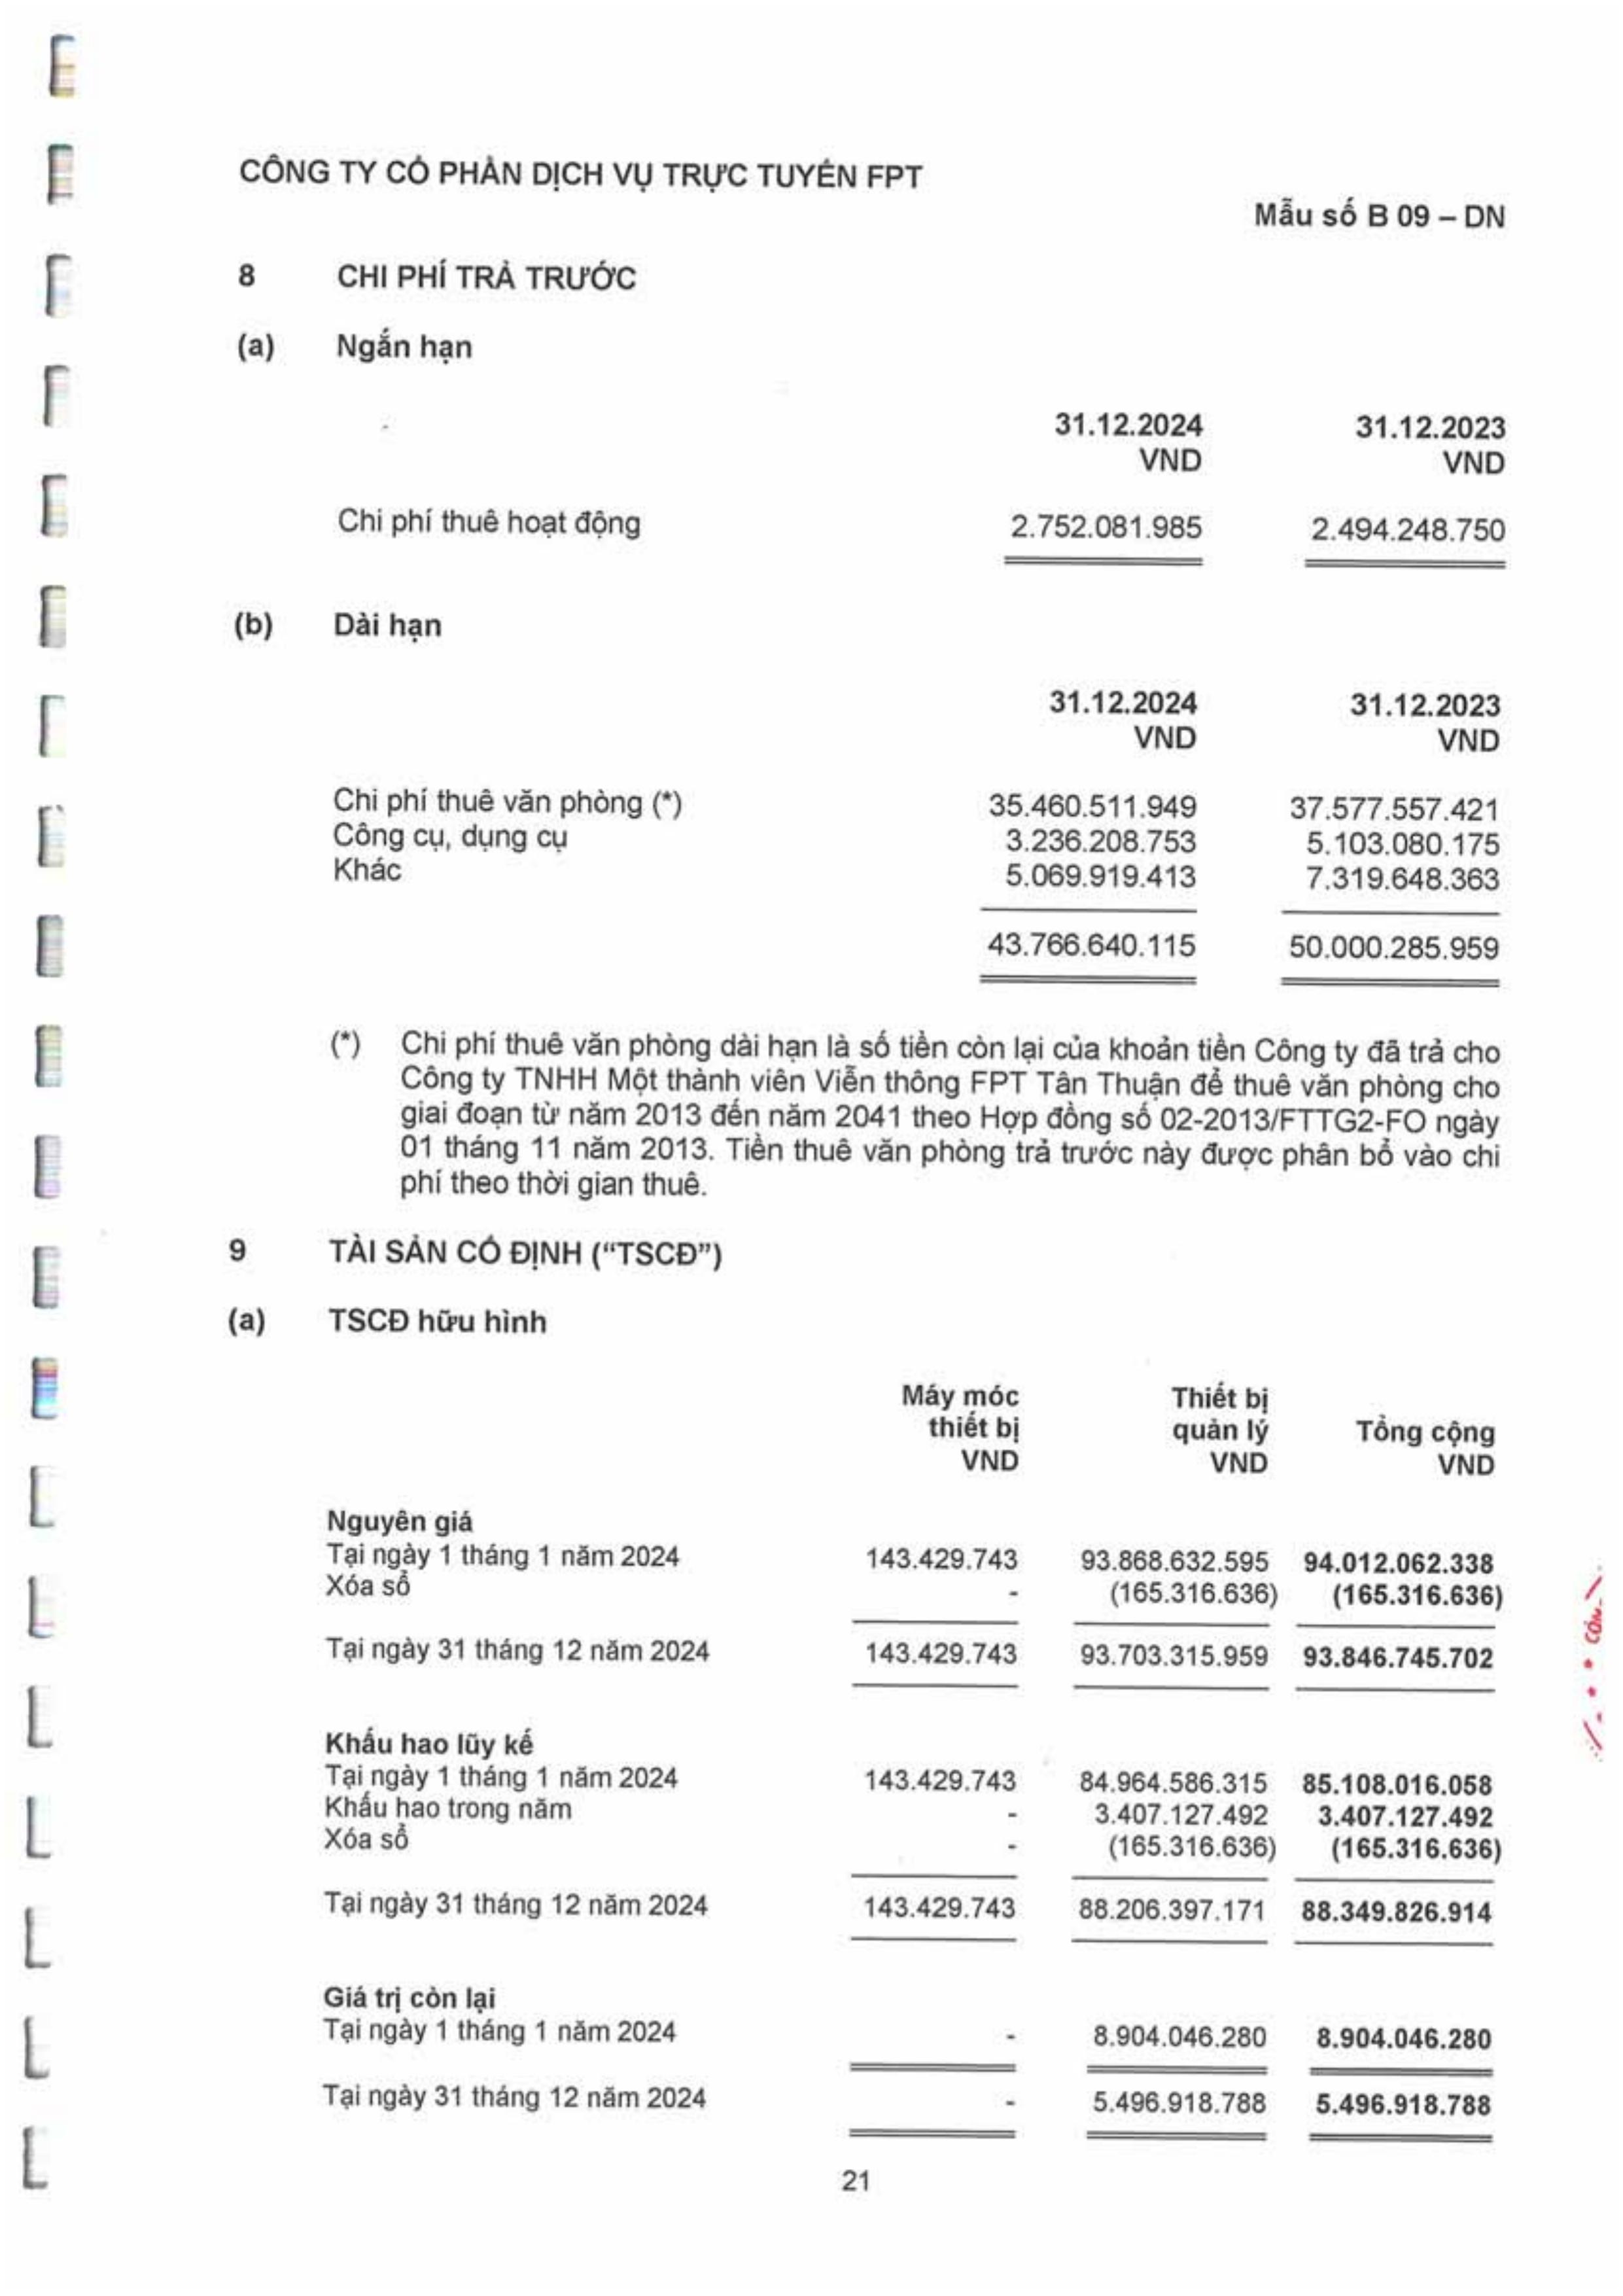 CÔNG TY CỔ PHẦN DỊCH VỤ TRỰC TUYẾN FPT
Mẫu số B 09 – DN
8 CHI PHÍ TRẢ TRƯỚC
(a) Ngắn hạn
31.12.2024 31.12.2023
VND VND
Chi phí thuê hoạt động 2.752.081.985 2.494.248.750
(b) Dài hạn
31.12.2024 31.12.2023
VND VND
Chi phí thuê văn phòng (*) 35.460.511.949 37.577.557.421
Công cụ, dụng cụ 3.236.208.753 5.103.080.175
Khác 5.069.919.413 7.319.648.363
43.766.640.115 50.000.285.959
(*) Chi phí thuê văn phòng dài hạn là số tiền còn lại của khoản tiền Công ty đã trả cho
Công ty TNHH Một thành viên Viễn thông FPT Tân Thuận để thuê văn phòng cho
giai đoạn từ năm 2013 đến năm 2041 theo Hợp đồng số 02-2013/FTTG2-FO ngày
01 tháng 11 năm 2013. Tiền thuê văn phòng trả trước này được phân bổ vào chi
phí theo thời gian thuê.
9 TÀI SẢN CỐ ĐỊNH (“TSCĐ”)
(a) TSCĐ hữu hình
Máy móc Thiết bị
thiết bị quản lý Tổng cộng
VND VND VND
Nguyên giá
Tại ngày 1 tháng 1 năm 2024 143.429.743 93.868.632.595 94.012.062.338
Xóa sổ - (165.316.636) (165.316.636)
Tại ngày 31 tháng 12 năm 2024 143.429.743 93.703.315.959 93.846.745.702
Khấu hao lũy kế
Tại ngày 1 tháng 1 năm 2024 143.429.743 84.964.586.315 85.108.016.058
Khấu hao trong năm - 3.407.127.492 3.407.127.492
Xóa sổ - (165.316.636) (165.316.636)
Tại ngày 31 tháng 12 năm 2024 143.429.743 88.206.397.171 88.349.826.914
Giá trị còn lại
Tại ngày 1 tháng 1 năm 2024 - 8.904.046.280 8.904.046.280
Tại ngày 31 tháng 12 năm 2024 - 5.496.918.788 5.496.918.788
21